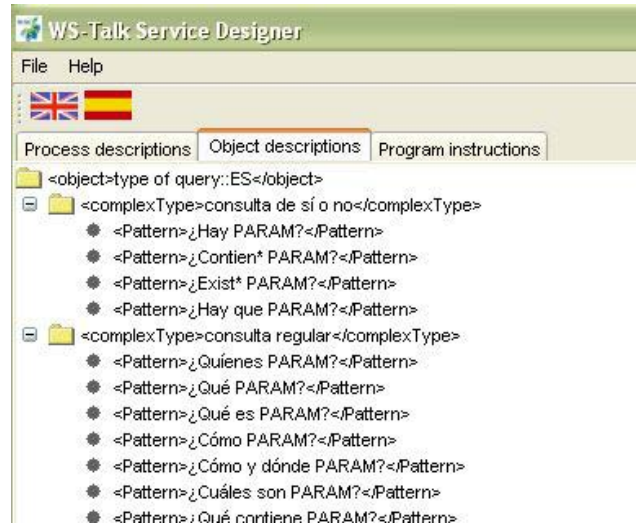 WS-Talk Service Designer
File Help
Process descriptions Object descriptions Program instructions
<object>type of query::ES</object>
<complexType>consulta de sí o no</complexType>
<Pattern>¿Hay PARAM?</Pattern>
<Pattern>¿Contien* PARAM?</Pattern>
<Pattern>¿Exist* PARAM?</Pattern>
<Pattern>¿Hay que PARAM?</Pattern>
<complexType>consulta regular</complexType>
<Pattern>¿Quíenes PARAM?</Pattern>
<Pattern>¿Qué PARAM?</Pattern>
<Pattern>¿Qué es PARAM?</Pattern>
<Pattern>¿Cómo PARAM?</Pattern>
<Pattern>¿Cómo y dónde PARAM?</Pattern>
<Pattern>¿Cuáles son PARAM?</Pattern>
<Pattern>¿Qué contiene PARAM?</Pattern>